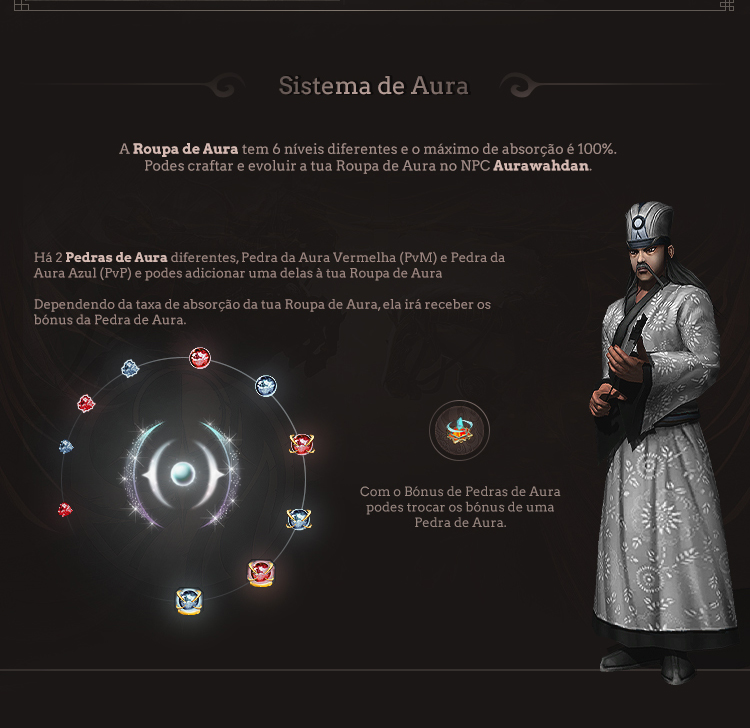 Sistema de Aura
A Roupa de Aura tem 6 níveis diferentes e o máximo de absorção é 100%.
Podes craftar e evoluir a tua Roupa de Aura no NPC Aurawahdan.
Há 2 Pedras de Aura diferentes, Pedra da Aura Vermelha (PvM) e Pedra da
Aura Azul (PvP) e podes adicionar uma delas à tua Roupa de Aura
Dependendo da taxa de absorção da tua Roupa de Aura, ela írá receber os
bónus da Pedra de Aura.
Com o Bónus de Pedras de Aura
podes trocar os bónus de uma
Pedra de Aura.